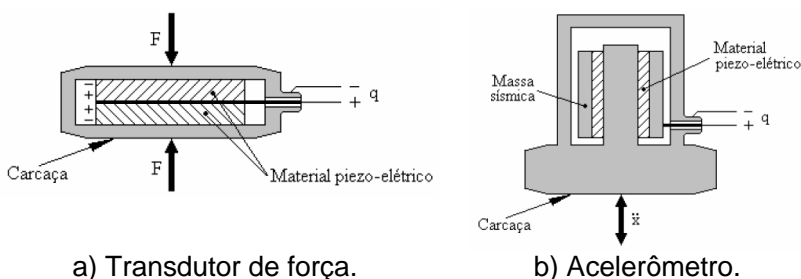 F
− + + −
− q
+
Carcaça
F
Material piezo-elétrico
a) Transdutor de força.
Material
piezo-elétrico
Massa
sísmica
− q
+
Carcaça
ẍ
b) Acelerômetro.